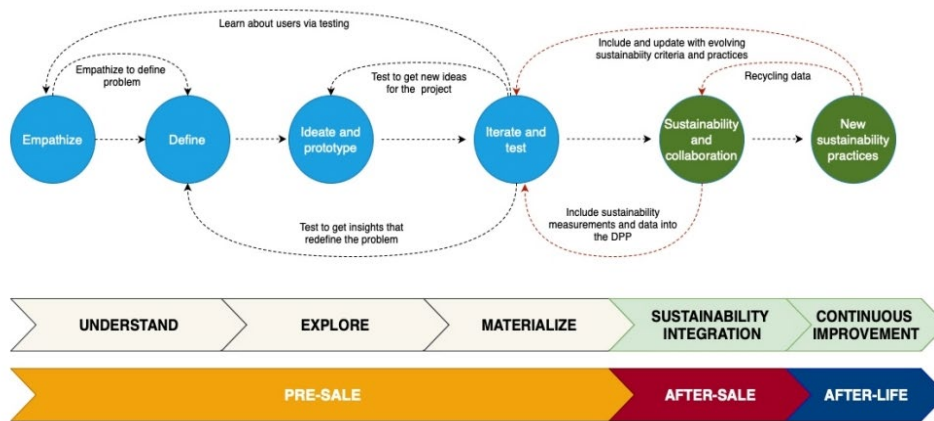 Learn about users via testing
Include and update with evolving
sustainabiity criteria and practices
Empathize to define
problem
Test to get new ideas
for the project
Recycling data
Empathize
Define
Ideate and
prototype
Iterate and
test
Sustainability
and
collaboration
New
sustainability
practices
Test to get insights that
redefine the problem
Include sustainability
measurements and data into
the DPP
UNDERSTAND
EXPLORE
MATERIALIZE
SUSTAINABILITY
INTEGRATION
CONTINUOUS
IMPROVEMENT
PRE-SALE
AFTER-SALE
AFTER-LIFE